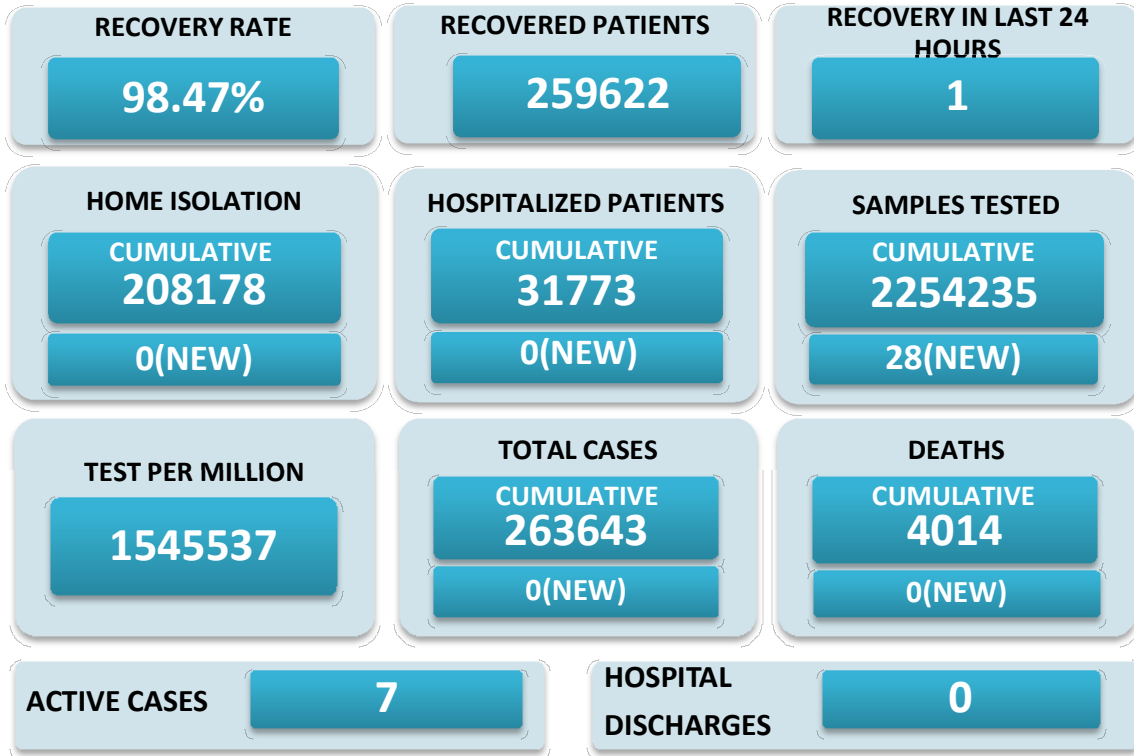 RECOVERY RATE
98.47%
RECOVERED PATIENTS
259622
RECOVERY IN LAST 24
HOURS
1
HOME ISOLATION
CUMULATIVE
208178
0(NEW)
HOSPITALIZED PATIENTS
CUMULATIVE
31773
0(NEW)
SAMPLES TESTED
CUMULATIVE
2254235
28(NEW)
TEST PER MILLION
1545537
TOTAL CASES
CUMULATIVE
263643
0(NEW)
DEATHS
CUMULATIVE
4014
0(NEW)
ACTIVE CASES
7
HOSPITAL
DISCHARGES
0